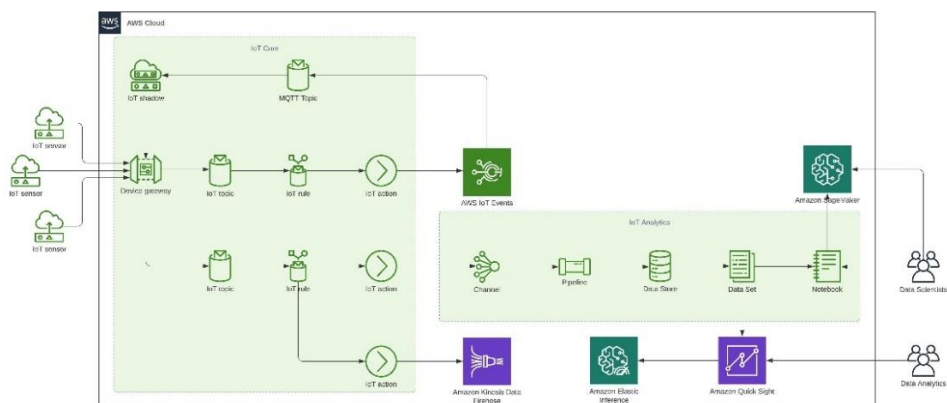 aws AWS Cloud
IoT Core
IoT shadow
MQTT Topic
IoT sensor
IoT sensor
IoT sensor
Device gateway
IoT topic
IoT rule
IoT action
AWS IoT Events
Amazon SageMaker
IoT Analytics
IoT topic
IoT rule
IoT action
Channel
Pipeline
Data Store
Data Set
Notebook
Data Scientists
IoT action
Amazon Kinesis Data
Firehose
Amazon Elastic
Inference
Amazon Quick Sight
Data Analytics